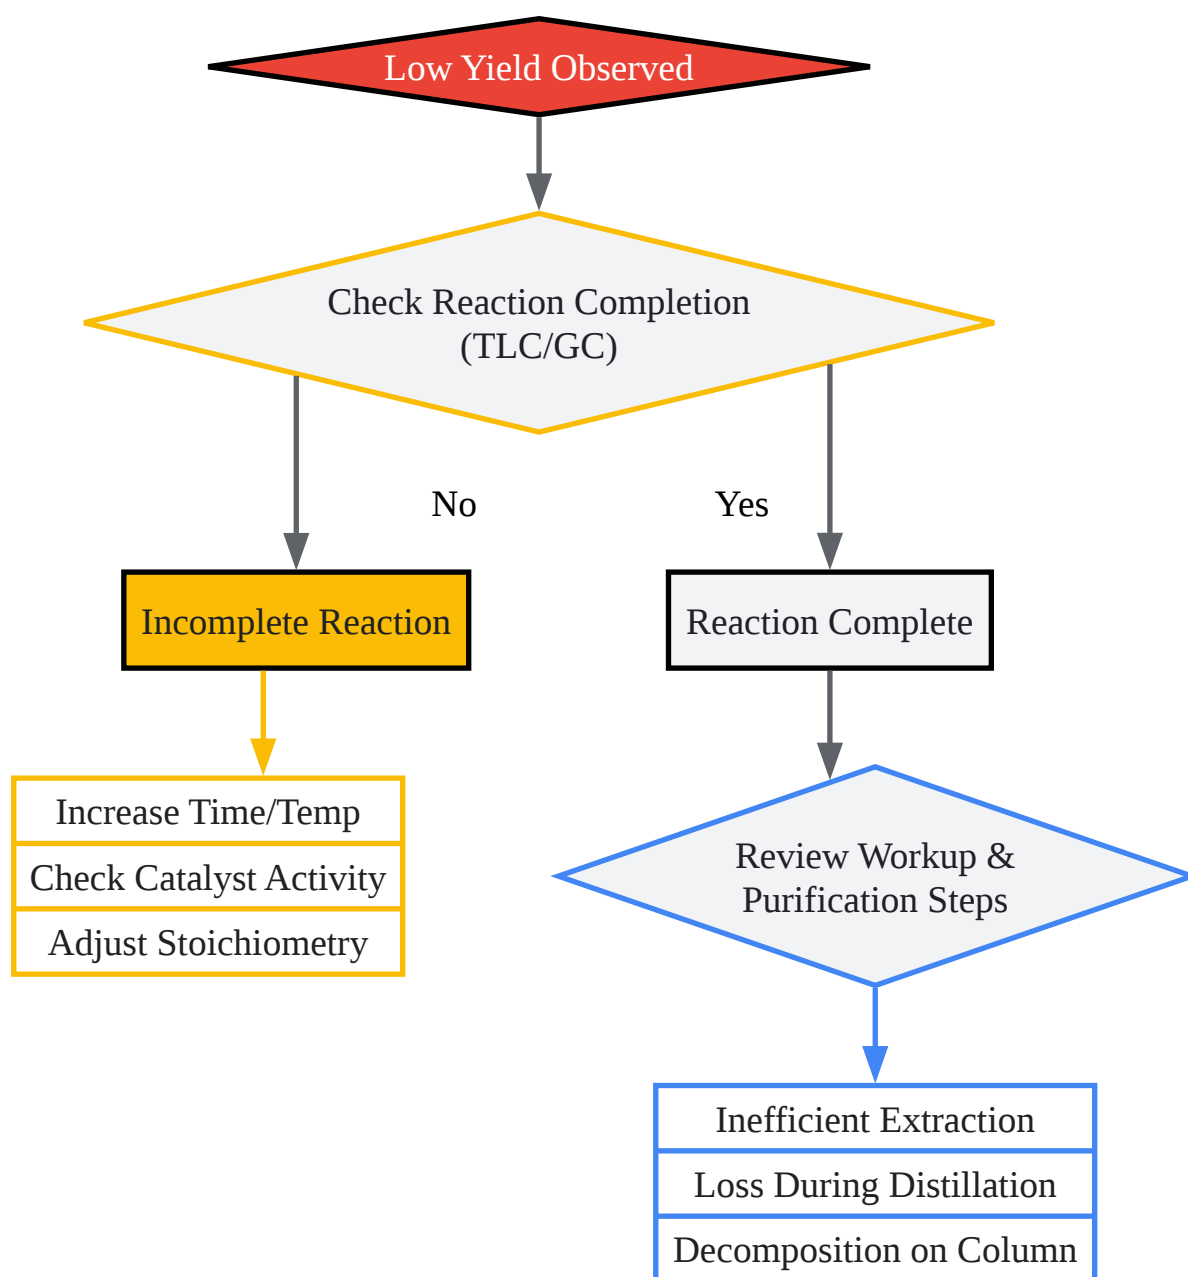 Low Yield Observed
Check Reaction Completion
(TLC/GC)
No
Yes
Incomplete Reaction
Reaction Complete
Increase Time/Temp
Check Catalyst Activity
Adjust Stoichiometry
Review Workup &
Purification Steps
Inefficient Extraction
Loss During Distillation
Decomposition on Column